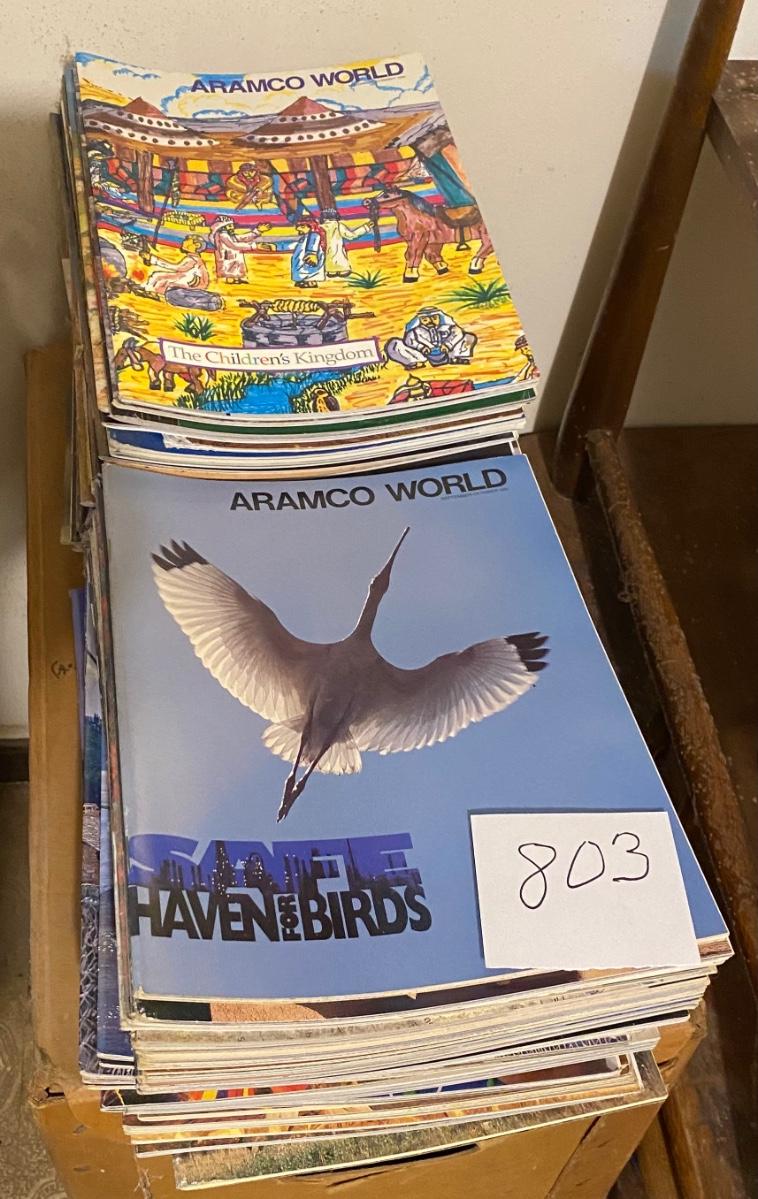 ARAMCO WORLD
The Children's Kingdom
ARAMCO WORLD
SAFE
HAVEN FOR BIRDS
803